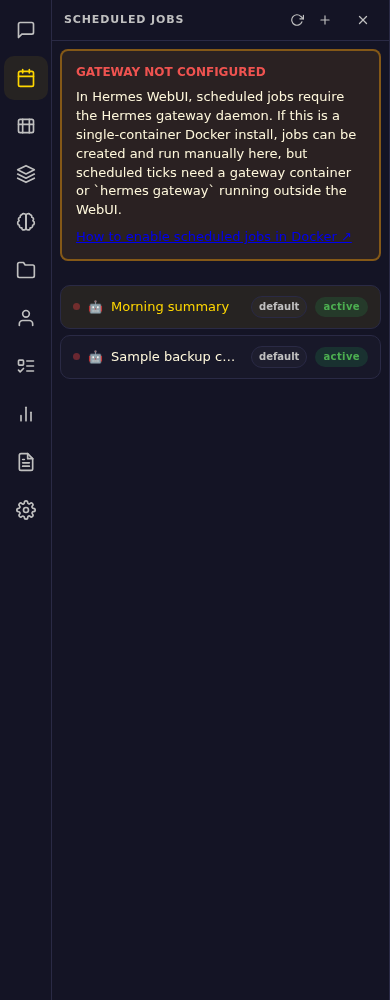 SCHEDULED JOBS
GATEWAY NOT CONFIGURED
In Hermes WebUI, scheduled jobs require
the Hermes gateway daemon. If this is a
single-container Docker install, jobs can be
created and run manually here, but
scheduled ticks need a gateway container
or `hermes gateway` running outside the
WebUI.
How to enable scheduled jobs in Docker ↗
Morning summary default active
Sample backup c... default active